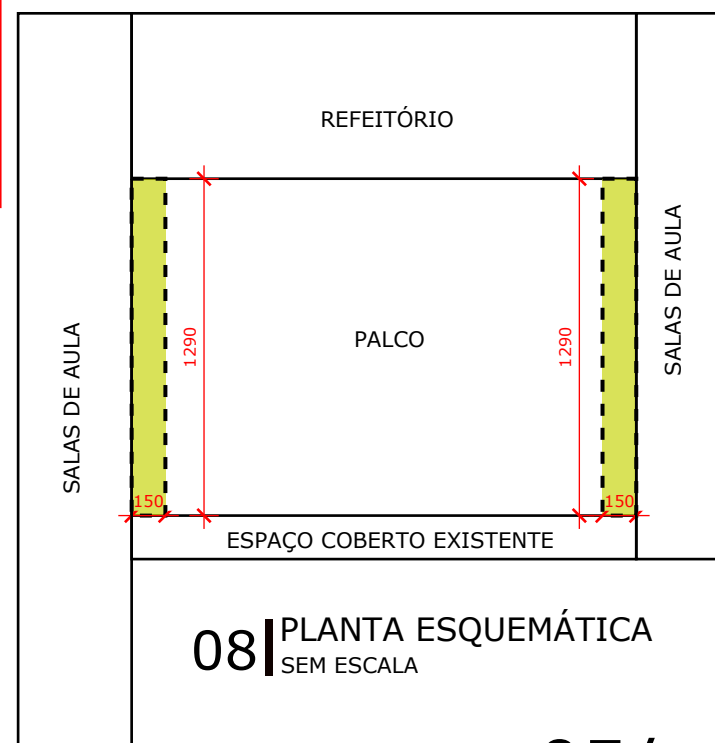 REFEITÓRIO
SALAS DE AULA
PALCO
1290
1290
SALAS DE AULA
150
150
ESPAÇO COBERTO EXISTENTE
08 PLANTA ESQUEMÁTICA
SEM ESCALA